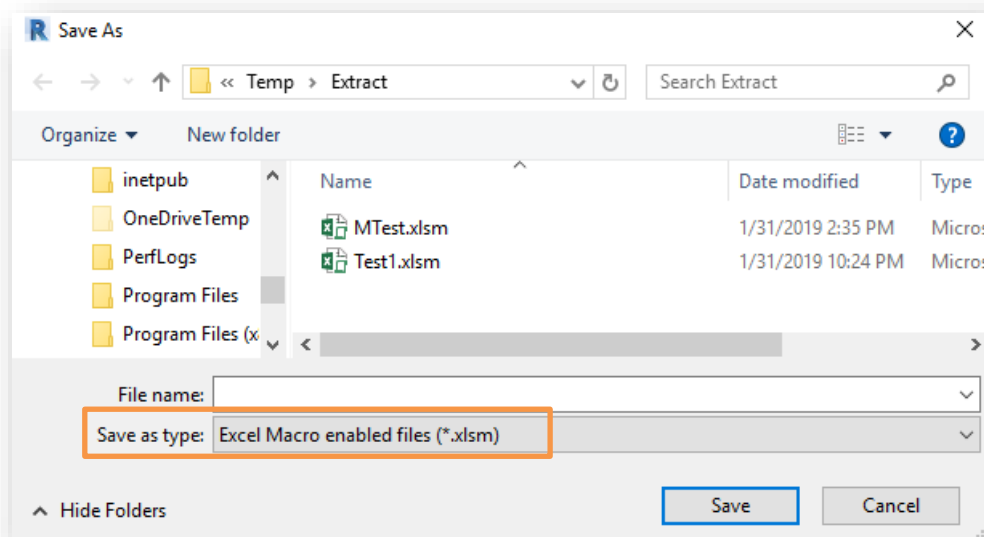 Save As
« Temp > Extract
Search Extract
Organize
New folder
inetpub
OneDriveTemp
PerfLogs
Program Files
Program Files (x
Name
Date modified
Type
MTest.xlsm
1/31/2019 2:35 PM
Micros
Test1.xlsm
1/31/2019 10:24 PM
Micros
File name:
Save as type: Excel Macro enabled files (*.xlsm)
Hide Folders
Save
Cancel